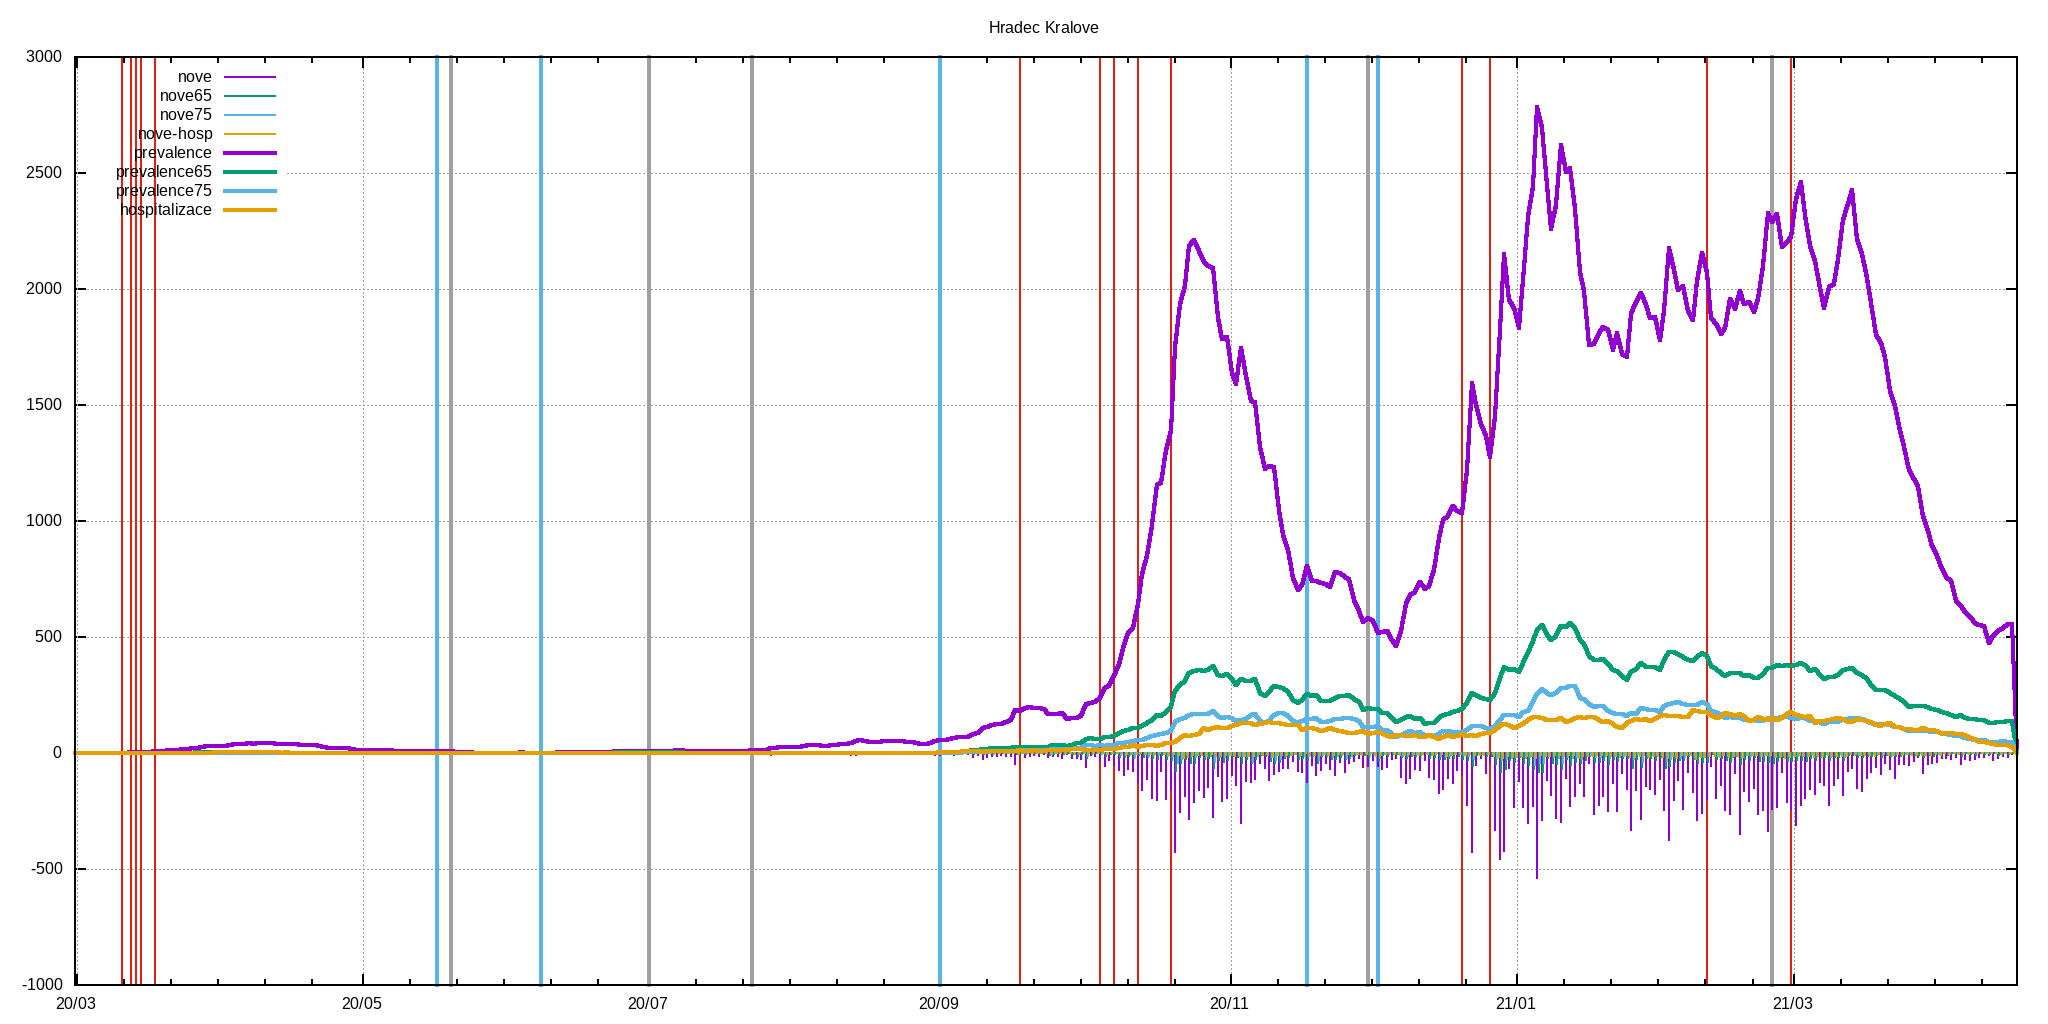 Hradec Kralove
3000
2500
2000
1500
1000
500
0
-500
-1000
nove
nove65
nove75
nove-hosp
prevalence
prevalence65
prevalence75
hospitalizace
20/03 20/05 20/07 20/09 20/11 21/01 21/03